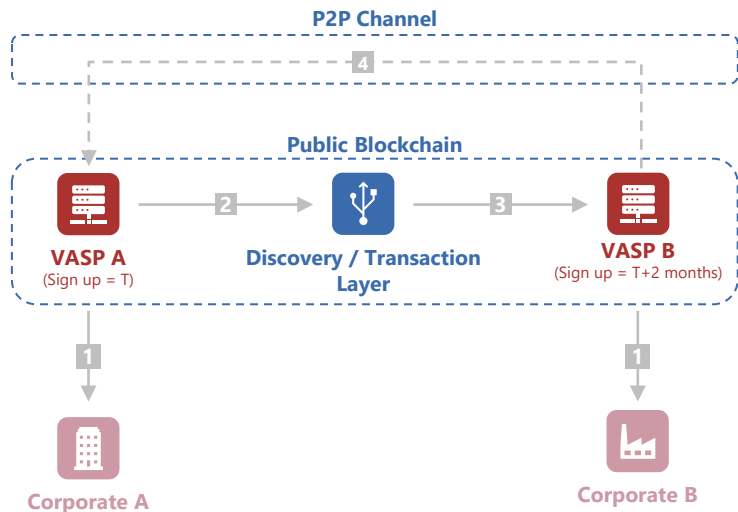 P2P Channel
4
Public Blockchain
2
3
VASP A
(Sign up = T)
Discovery / Transaction
Layer
VASP B
(Sign up = T+2 months)
1
1
Corporate A
Corporate B